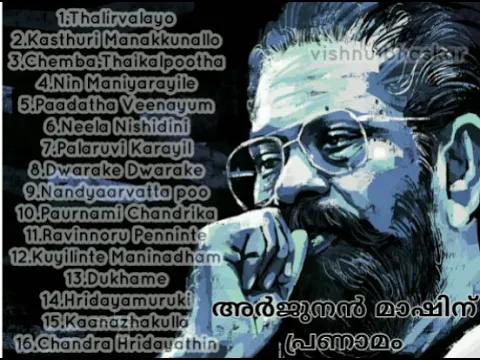 1:Thalirvalayo
2.Kasthuri Manakkunallo
3.Chemba;Thaikalpootha
4.Nin Maniyarayile
5.Paadatha Veenayum
6.Neela Nishidini
7.Palaruvi Karayil
8.Dwarake Dwarake
9.Nandyaarvatta poo
10.Paurnami Chandrika
11.Ravinnoru Penninte
12.Kuyilinte Maninadham
13.Dukhame
14.Hridayamuruki
15.Kaanazhakulla
16.Chandra Hridayathin
vishnu bhaskar
അർജുനൻ മാഷിന്
പ്രണാമം